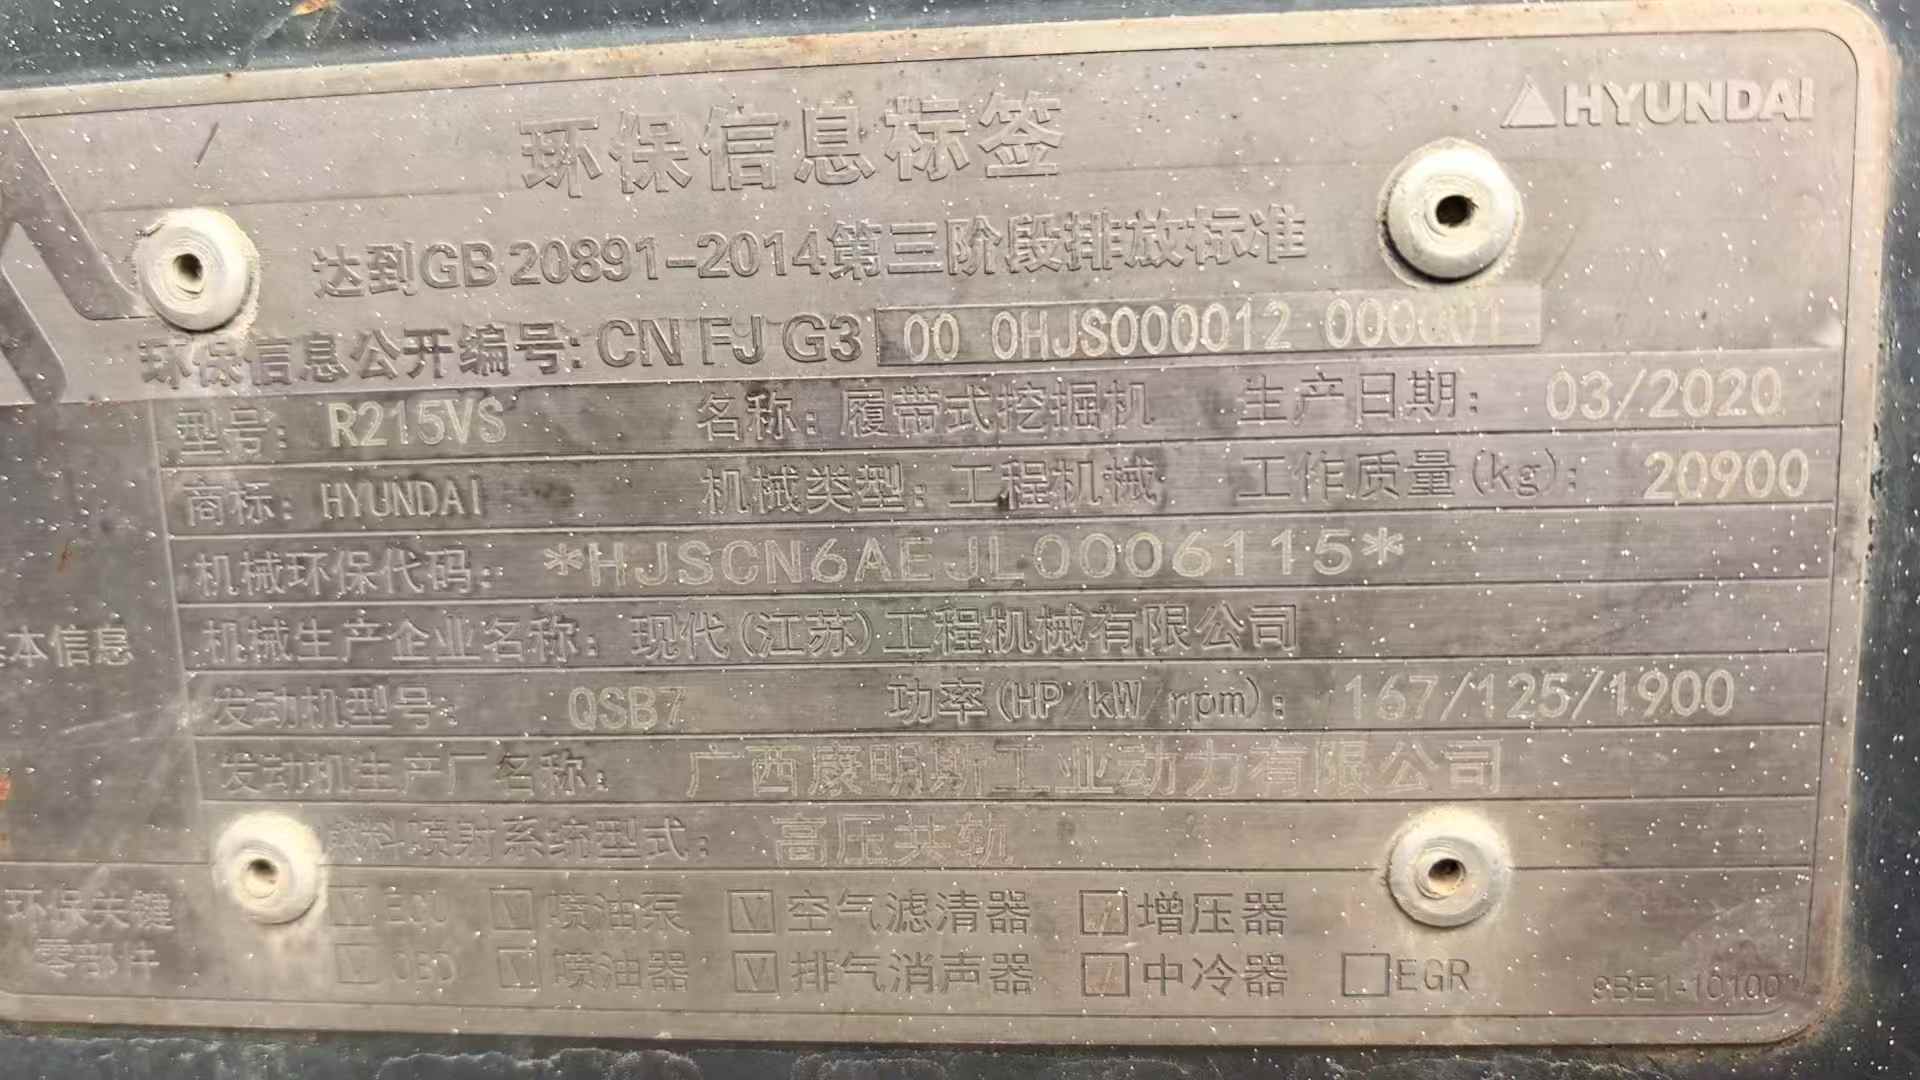 HYUNDAI
环保信息标签
达到GB 20891-2014第三阶段排放标准
环保信息公开编号: CN FJ G3 00 0HJS000012 000001
型号: R215VS 名称: 履带式挖掘机 生产日期: 03/2020
商标: HYUNDAI 机械类型: 工程机械 工作质量(kg): 20900
机械环保代码: *HJSCN6AEJL0006115*
本信息
机械生产企业名称: 现代(江苏)工程机械有限公司
发动机型号: QSB7 功率(HP/kW/rpm): 167/125/1900
发动机生产厂名称: 广西康明斯工业动力有限公司
燃料喷射系统型式: 高压共轨
环保关键零部件
ECU 喷油泵 空气滤清器 增压器
OBD 喷油器 排气消声器 中冷器 EGR